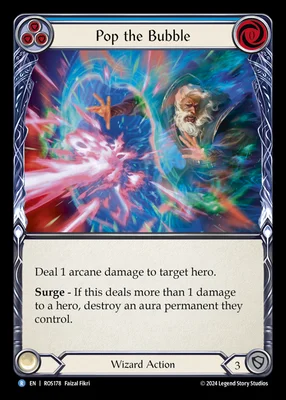 Pop the Bubble
Deal 1 arcane damage to target hero.
Surge - If this deals more than 1 damage
to a hero, destroy an aura permanent they
control.
Wizard Action
3
R EN | ROS178 Faizal Fikri
© 2024 Legend Story Studios